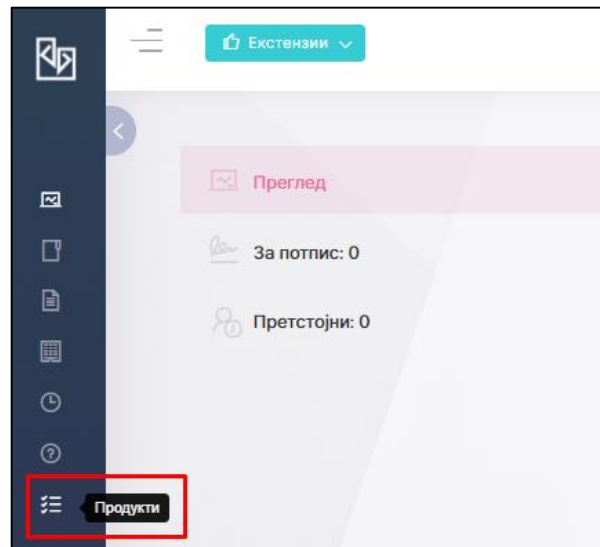 Екстензии
Преглед
За потпис: 0
Претстојни: 0
Продукти